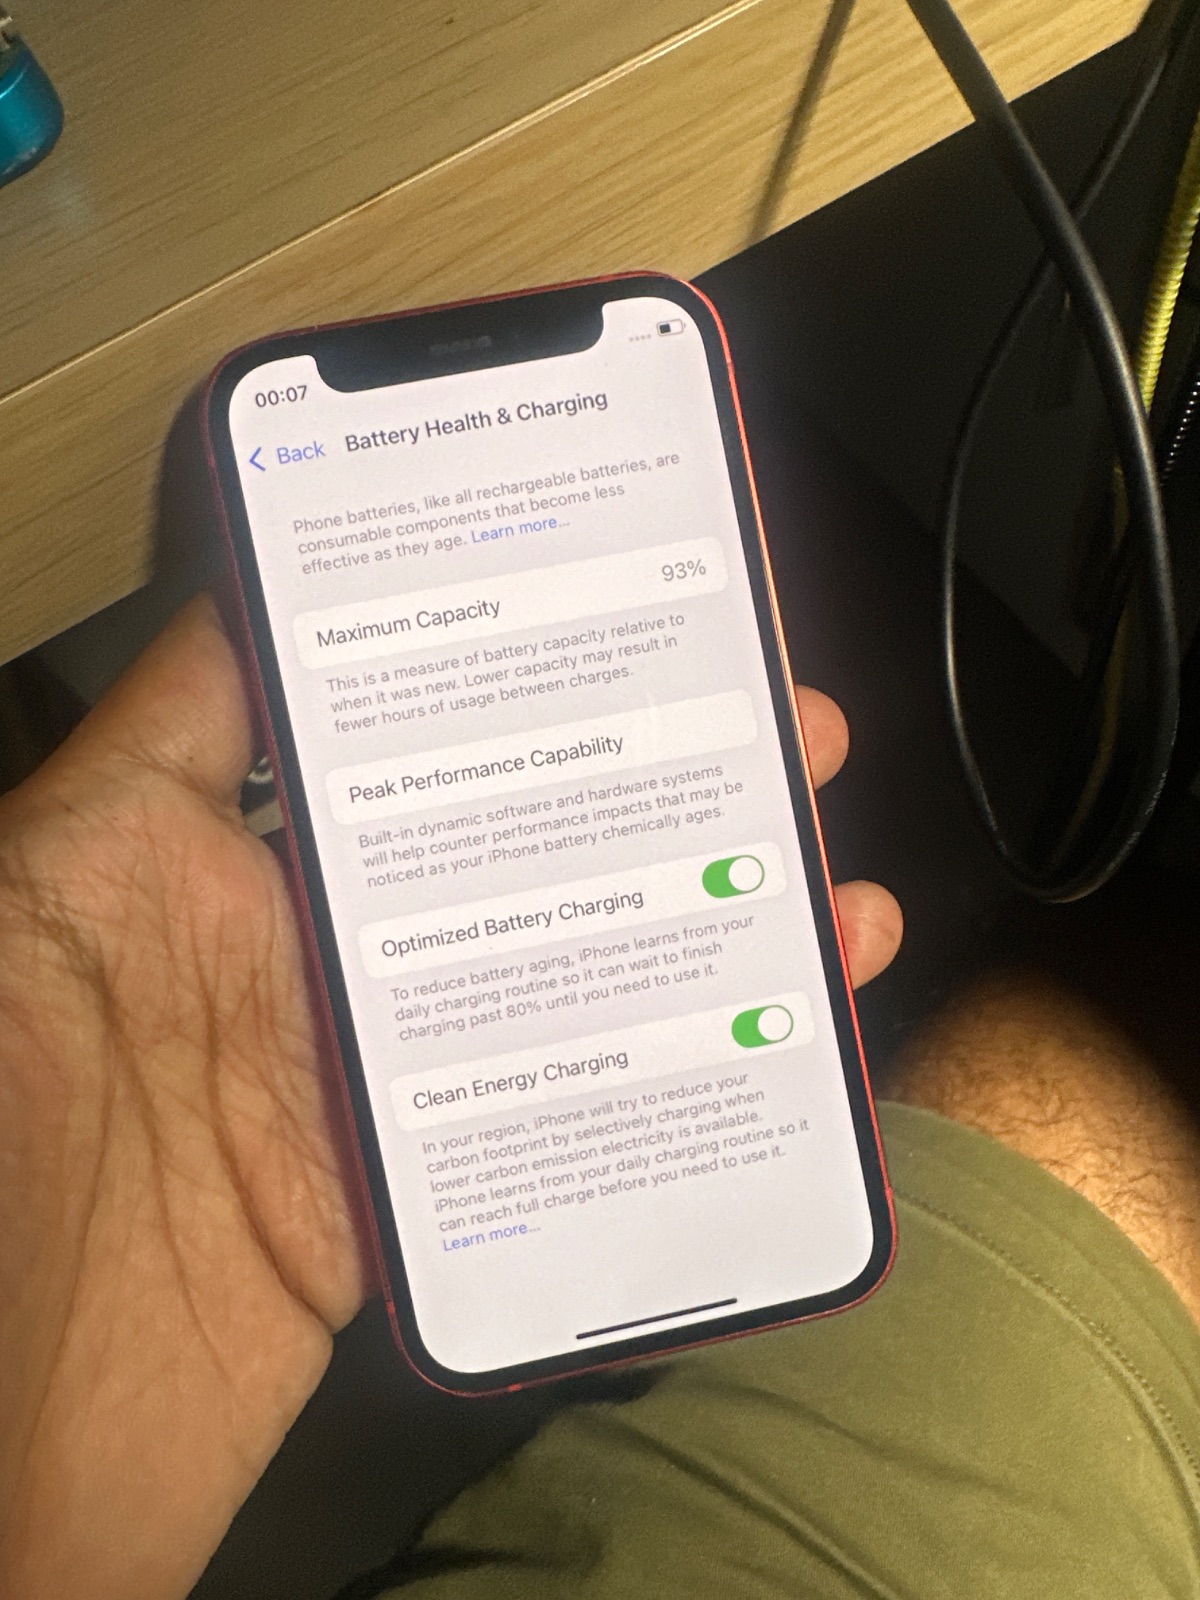 00:07
Back
Battery Health & Charging
Phone batteries, like all rechargeable batteries, are
consumable components that become less
effective as they age. Learn more...
Maximum Capacity 93%
This is a measure of battery capacity relative to
when it was new. Lower capacity may result in
fewer hours of usage between charges.
Peak Performance Capability
Built-in dynamic software and hardware systems
will help counter performance impacts that may be
noticed as your iPhone battery chemically ages.
Optimized Battery Charging
To reduce battery aging, iPhone learns from your
daily charging routine so it can wait to finish
charging past 80% until you need to use it.
Clean Energy Charging
In your region, iPhone will try to reduce your
carbon footprint by selectively charging when
lower carbon emission electricity is available.
iPhone learns from your daily charging routine so it
can reach full charge before you need to use it.
Learn more...